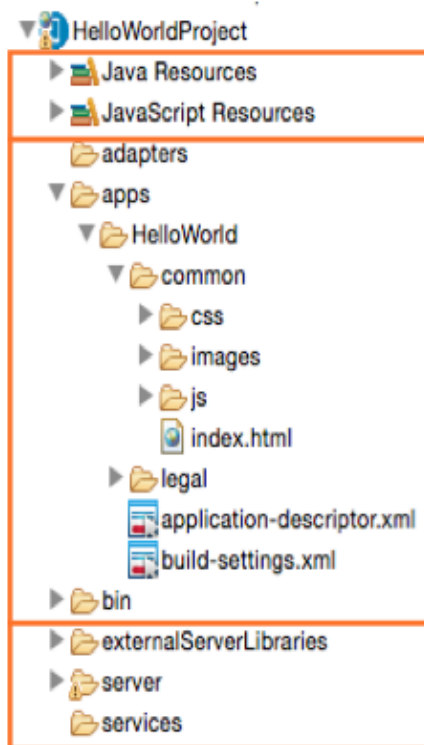 HelloWorldProject
Java Resources
JavaScript Resources
adapters
apps
HelloWorld
common
css
images
js
index.html
legal
application-descriptor.xml
build-settings.xml
bin
externalServerLibraries
server
services